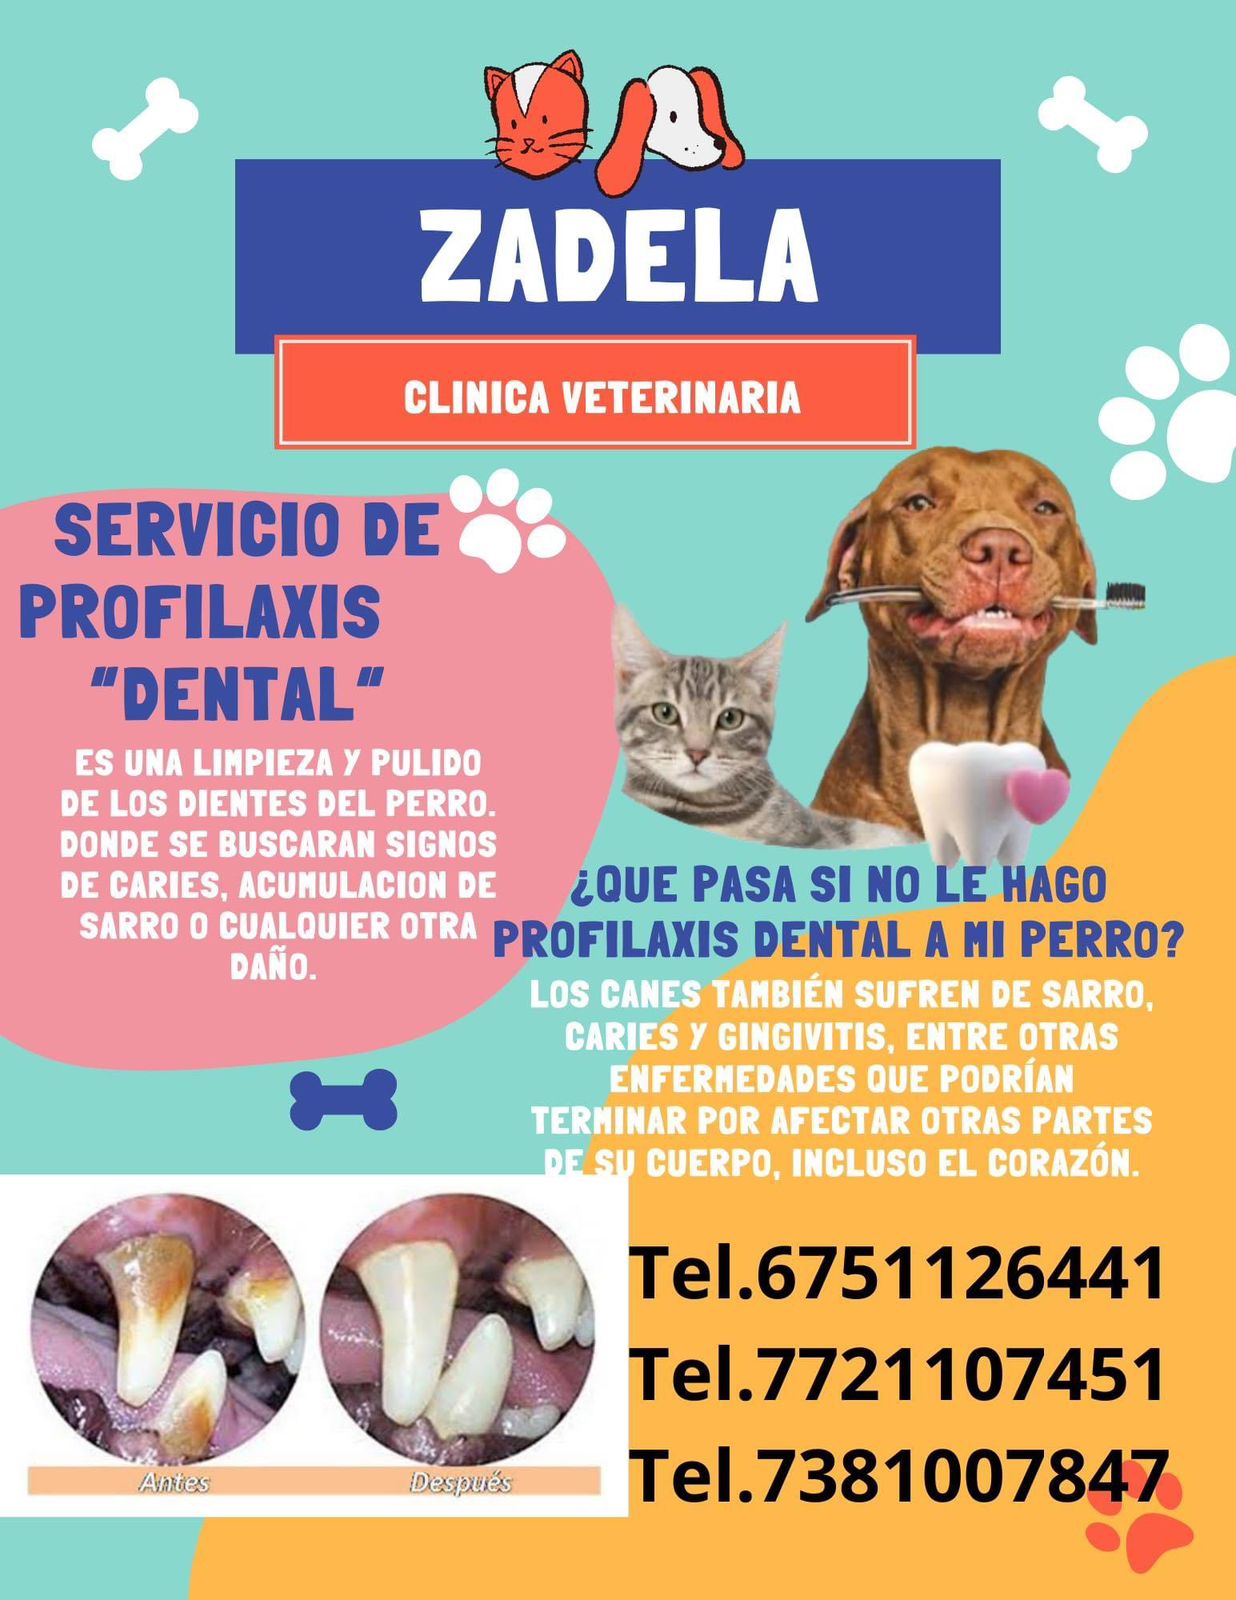 ZADELA
CLINICA VETERINARIA
SERVICIO DE
PROFILAXIS
"DENTAL"
ES UNA LIMPIEZA Y PULIDO
DE LOS DIENTES DEL PERRO.
DONDE SE BUSCARAN SIGNOS
DE CARIES, ACUMULACION DE
SARRO O CUALQUIER OTRA
DAÑO.
¿QUE PASA SI NO LE HAGO
PROFILAXIS DENTAL A MI PERRO?
LOS CANES TAMBIÉN SUFREN DE SARRO,
CARIES Y GINGIVITIS, ENTRE OTRAS
ENFERMEDADES QUE PODRÍAN
TERMINAR POR AFECTAR OTRAS PARTES
DE SU CUERPO, INCLUSO EL CORAZÓN.
Antes
Después
Tel.6751126441
Tel.7721107451
Tel.7381007847